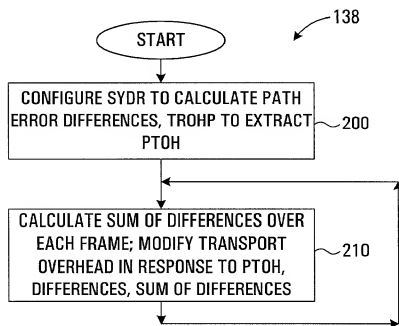 138
START
CONFIGURE SYDR TO CALCULATE PATH
ERROR DIFFERENCES, TROHP TO EXTRACT
PTOH
200
CALCULATE SUM OF DIFFERENCES OVER
EACH FRAME; MODIFY TRANSPORT
OVERHEAD IN RESPONSE TO PTOH,
DIFFERENCES, SUM OF DIFFERENCES
210